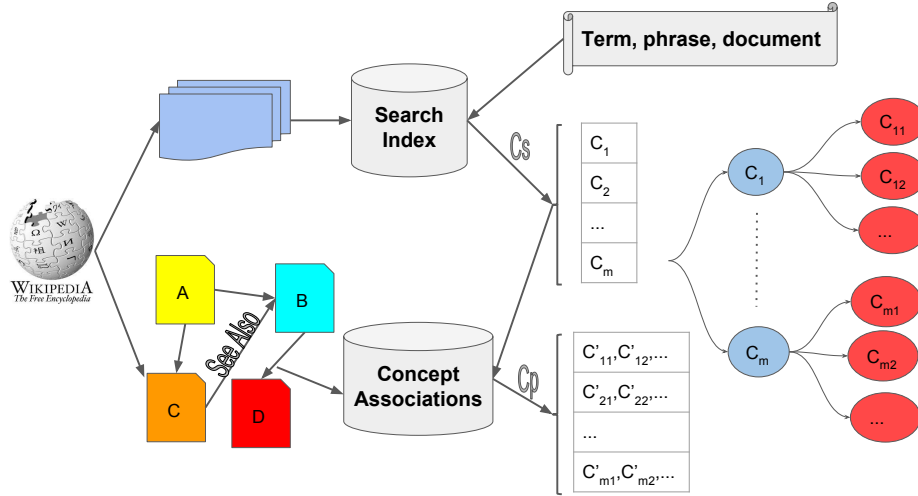 Term, phrase, document
Search
Index
Cs
C1
C2
...
Cm
C1
Cm
C11
C12
...
Cm1
Cm2
...
Ω
W
И
WIKIPEDIA
The Free Encyclopedia
A
B
See Also
C
D
Concept
Associations
Cp
C'11,C'12,...
C'21,C'22,...
...
C'm1,C'm2,...